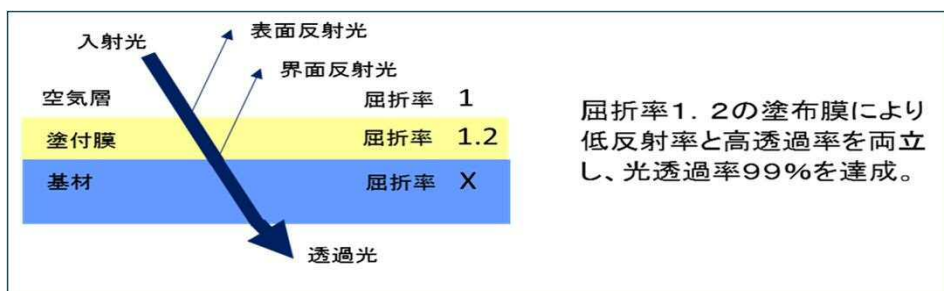 入射光
表面反射光
界面反射光
空気層 屈折率 1
塗付膜 屈折率 1.2
基材 屈折率 X
透過光
屈折率1.2の塗布膜により
低反射率と高透過率を両立
し、光透過率99%を達成。